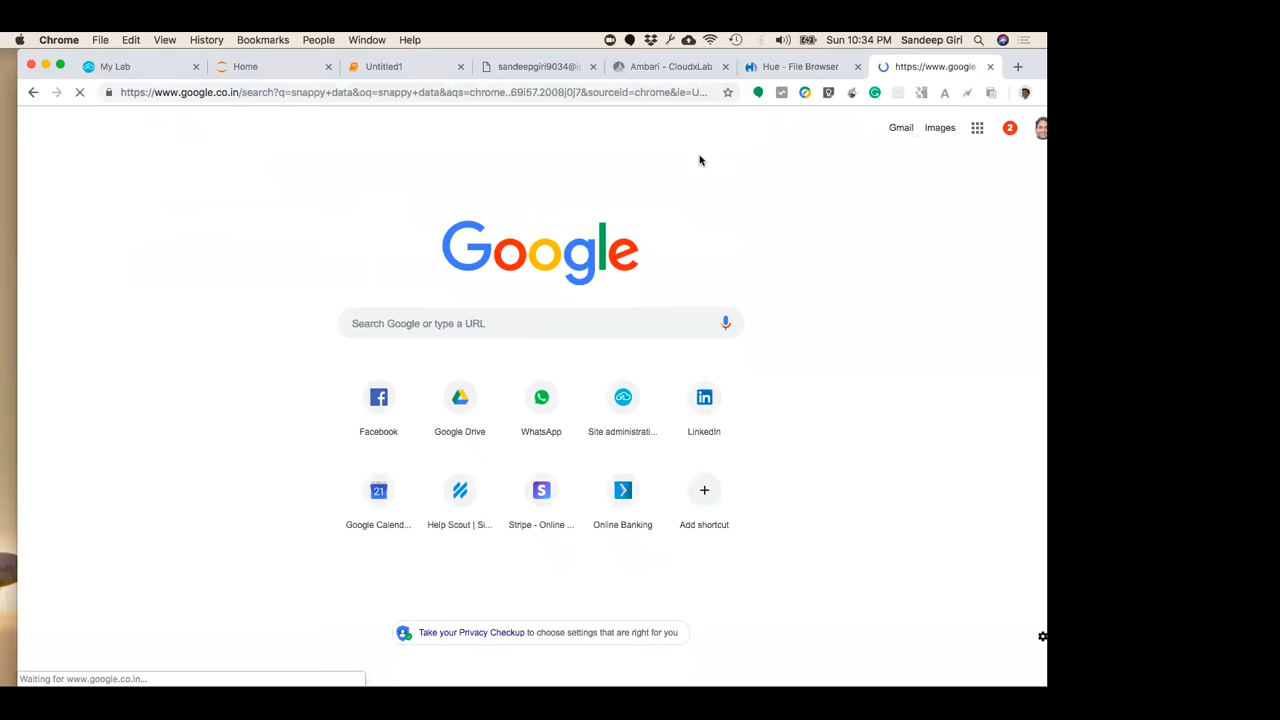 Chrome File Edit View History Bookmarks People Window Help Sun 10:34 PM Sandeep Giri
My Lab Home Untitled1 sandeepgiri9034@ Ambari - CloudxLab Hue - File Browser https://www.google.
https://www.google.co.in/search?q=snappy+data&oq=snappy+data&aqs=chrome..69i57.2008j0j7&sourceid=chrome&ie=U...
Gmail Images 2
Google
Search Google or type a URL
Facebook Google Drive WhatsApp Site administrati... LinkedIn
21
Google Calend... Help Scout | Si... Stripe - Online ... Online Banking Add shortcut
Take your Privacy Checkup to choose settings that are right for you
Waiting for www.google.co.in...